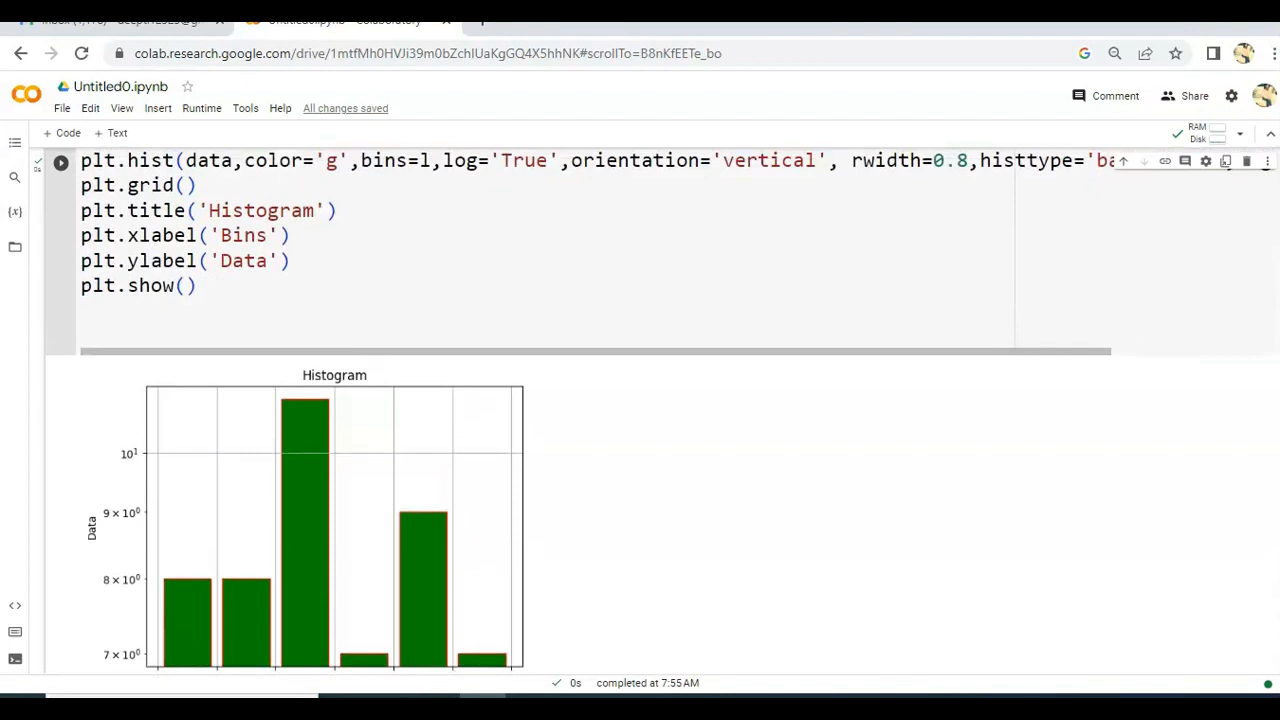 colab.research.google.com/drive/1mtfMh0HVJi39m0bZchIUaKgGQ4X5hhNK#scrollTo=B8nKfEETe_bo
Untitled0.ipynb
File Edit View Insert Runtime Tools Help All changes saved
Comment Share
+ Code + Text
RAM
Disk
plt.hist(data,color='g',bins=l,log='True',orientation='vertical', rwidth=0.8,histtype='ba
0s
plt.grid()
plt.title('Histogram')
{x}
plt.xlabel('Bins')
plt.ylabel('Data')
plt.show()
Histogram
10¹
9 × 10⁰
Data
8 × 10⁰
7 × 10⁰
0s completed at 7:55AM